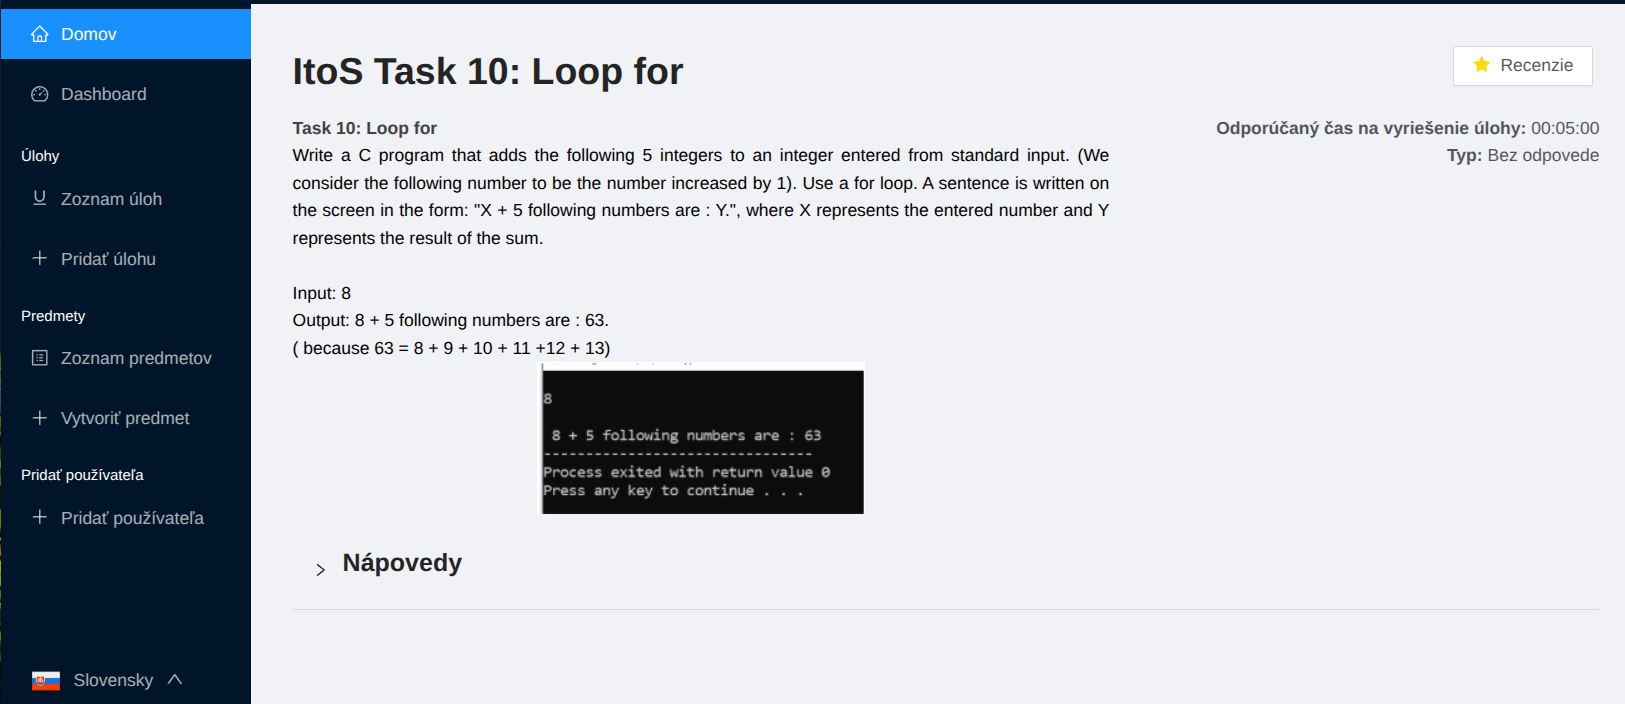 Domov
Dashboard
Úlohy
Zoznam úloh
Pridať úlohu
Predmety
Zoznam predmetov
Vytvoriť predmet
Pridať používateľa
Pridať používateľa
Slovensky
ItoS Task 10: Loop for
Recenzie
Task 10: Loop for
Odporúčaný čas na vyriešenie úlohy: 00:05:00
Typ: Bez odpovede
Write a C program that adds the following 5 integers to an integer entered from standard input. (We
consider the following number to be the number increased by 1). Use a for loop. A sentence is written on
the screen in the form: "X + 5 following numbers are : Y.", where X represents the entered number and Y
represents the result of the sum.
Input: 8
Output: 8 + 5 following numbers are : 63.
( because 63 = 8 + 9 + 10 + 11 +12 + 13)
8
8 + 5 following numbers are : 63
--------------------------------
Process exited with return value 0
Press any key to continue . . .
Nápovedy